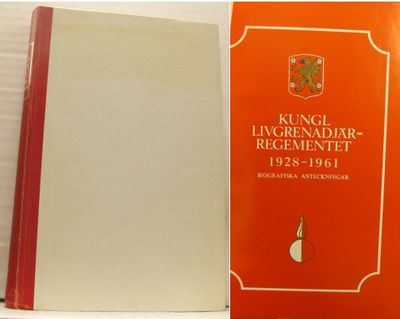 KUNGL
LIVGRENADJÄR=
REGEMENTET
1928-1961
BIOGRAFISKA ANTECKNINGAR